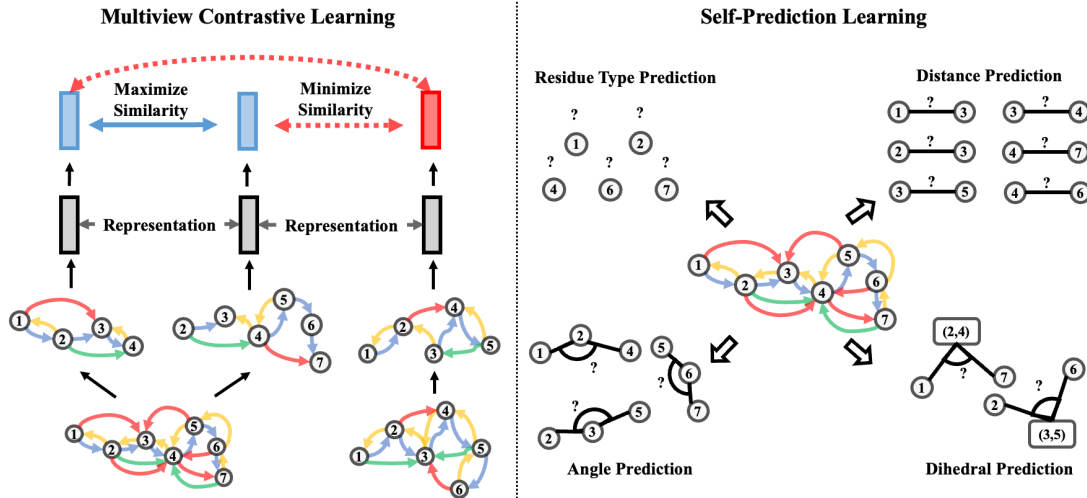 Multiview Contrastive Learning
Maximize
Similarity
Minimize
Similarity
Representation
Representation
1
2
3
4
2
3
4
5
6
7
1
2
3
4
5
1
2
3
4
5
6
7
1
2
3
4
5
6
Self-Prediction Learning
Residue Type Prediction
? ?
1 2
? ? ?
4 6 7
Distance Prediction
1 ? 3 3 ? 4
2 ? 3 4 ? 7
3 ? 5 4 ? 6
1
2
3
4
5
6
7
1 2 4
?
5
6
?
7
2 3 5
?
Angle Prediction
(2,4)
1 ? 7
2 ? 6
(3,5)
Dihedral Prediction